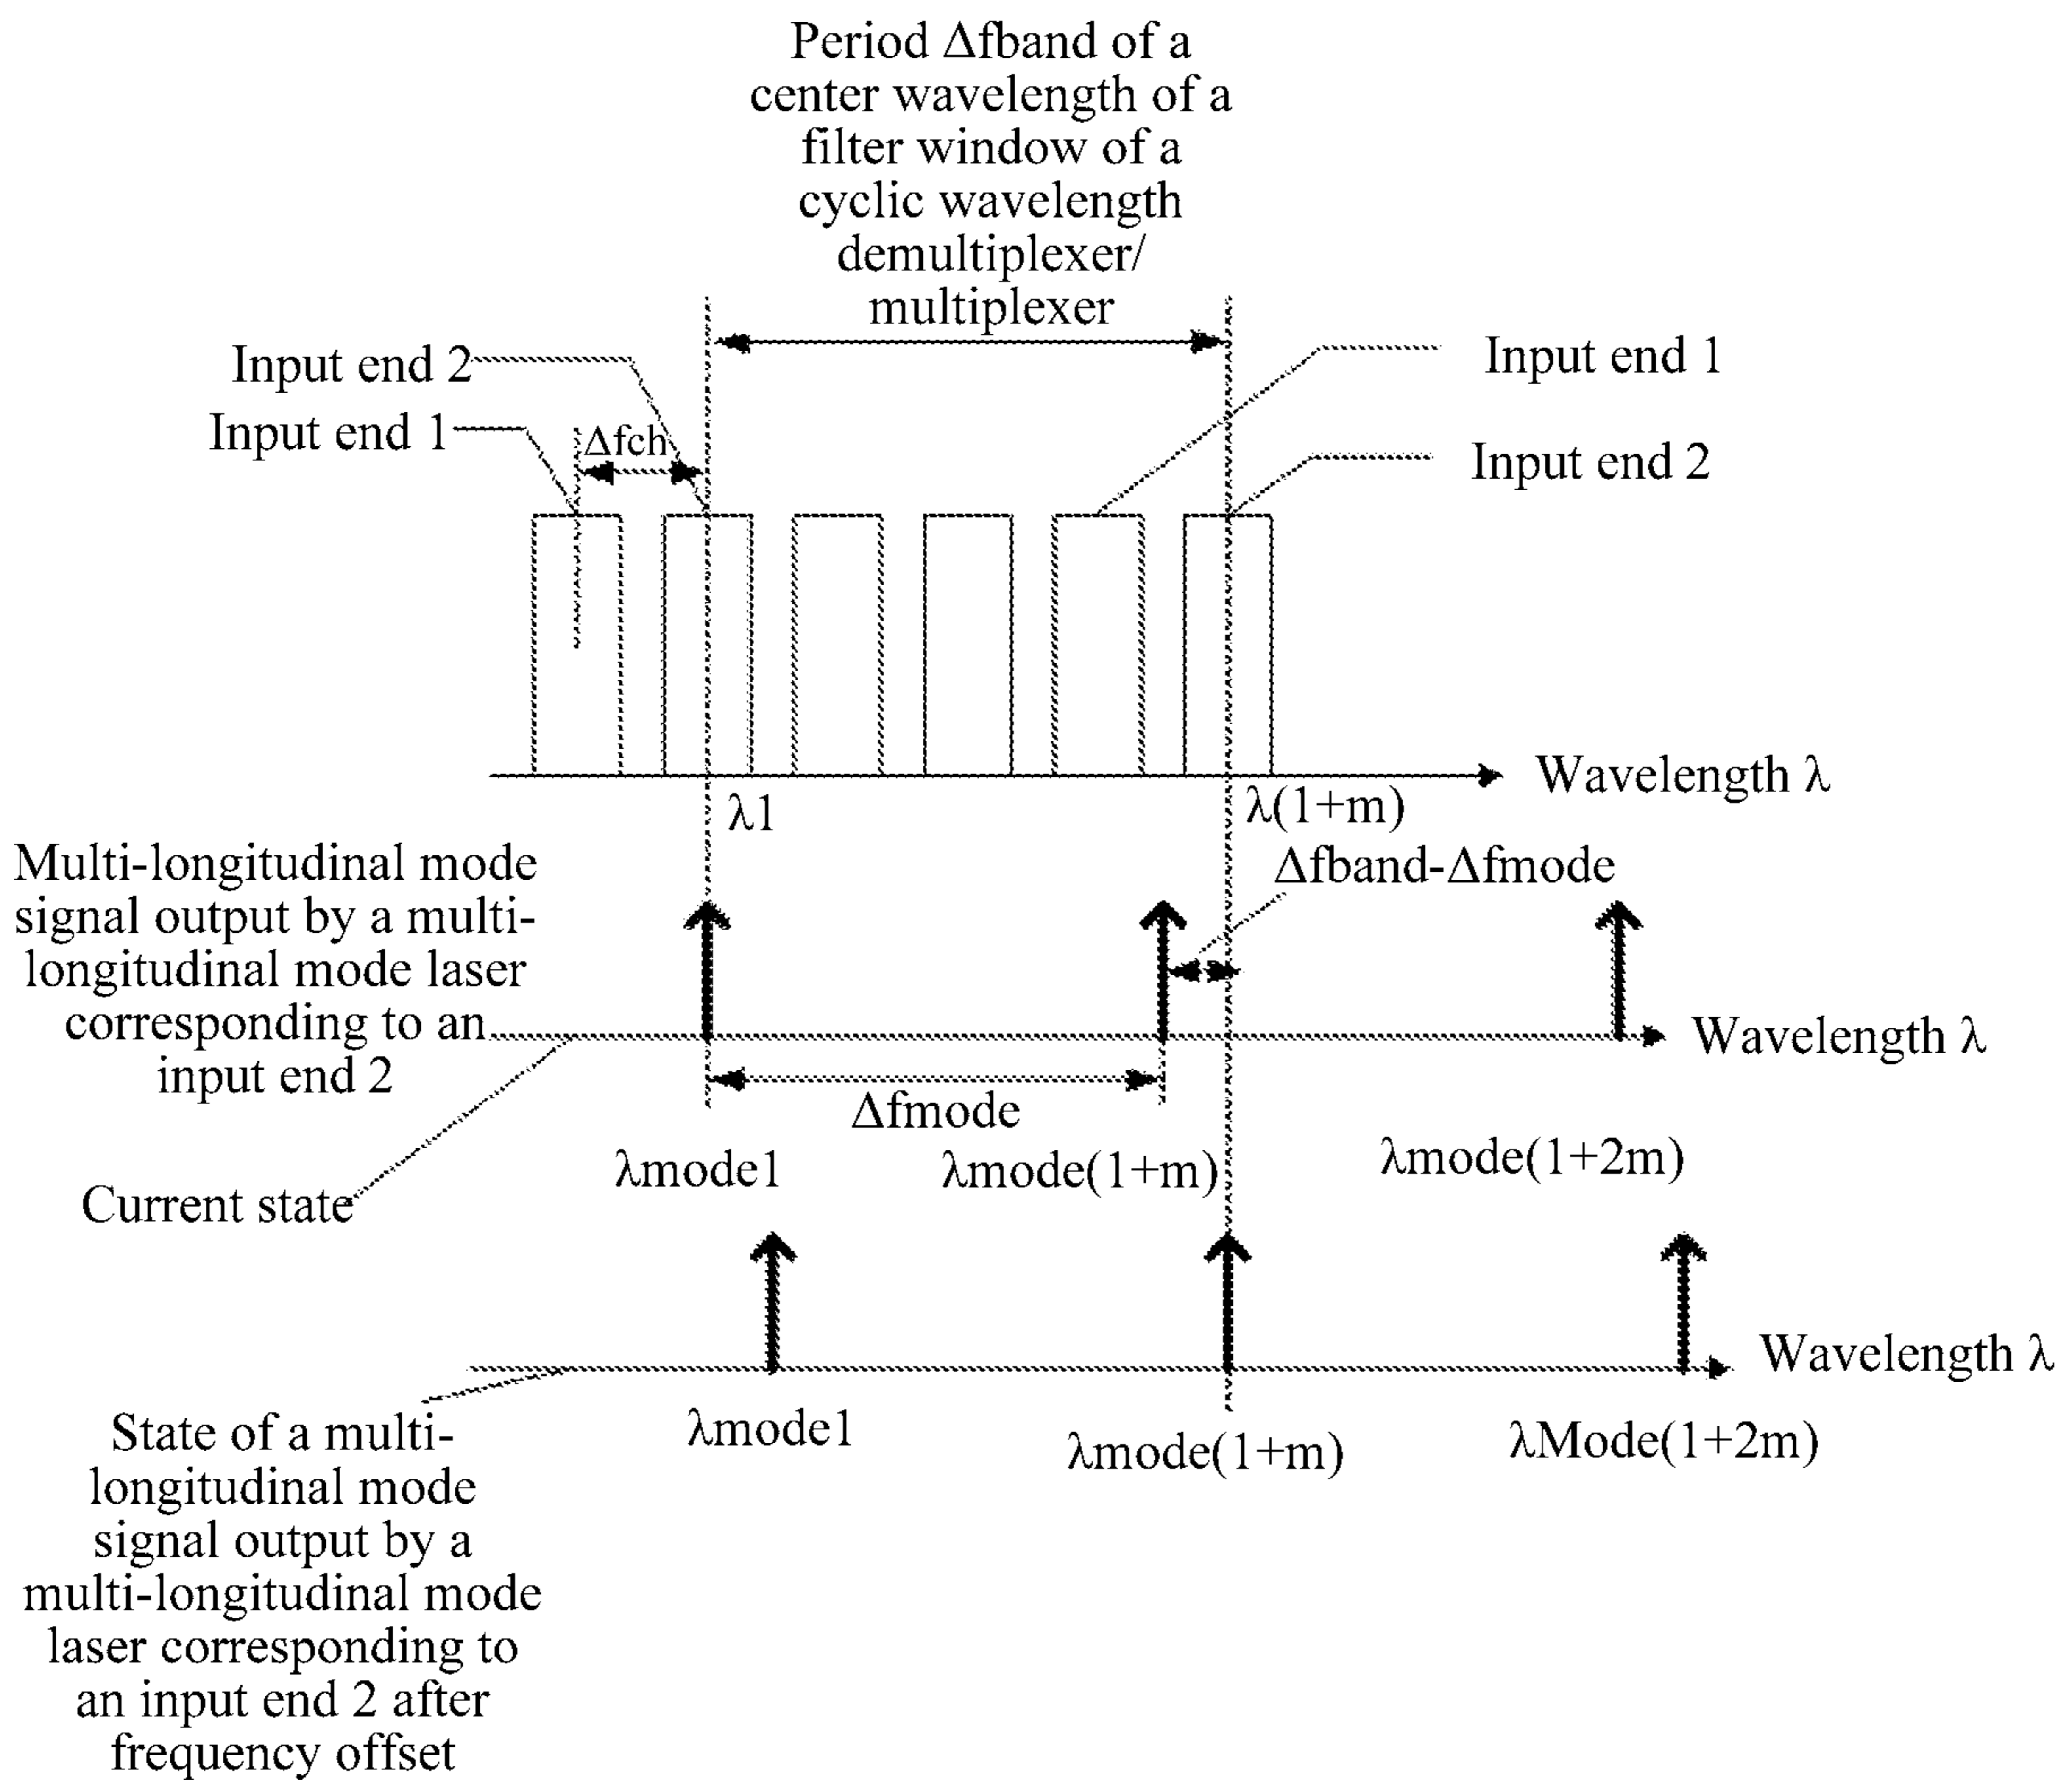 Period Δfband of a
center wavelength of a
filter window of a
cyclic wavelength
demultiplexer/
multiplexer
Input end 2
Input end 1
Δfch
Input end 1
Input end 2
Wavelength λ
λ1
λ(1+m)
Multi-longitudinal mode
signal output by a multi-
longitudinal mode laser
corresponding to an
input end 2
Δfband-Δfmode
Wavelength λ
Δfmode
λmode1
λmode(1+m)
λmode(1+2m)
Current state
Wavelength λ
λmode1
λmode(1+m)
λMode(1+2m)
State of a multi-
longitudinal mode
signal output by a
multi-longitudinal mode
laser corresponding to
an input end 2 after
frequency offset